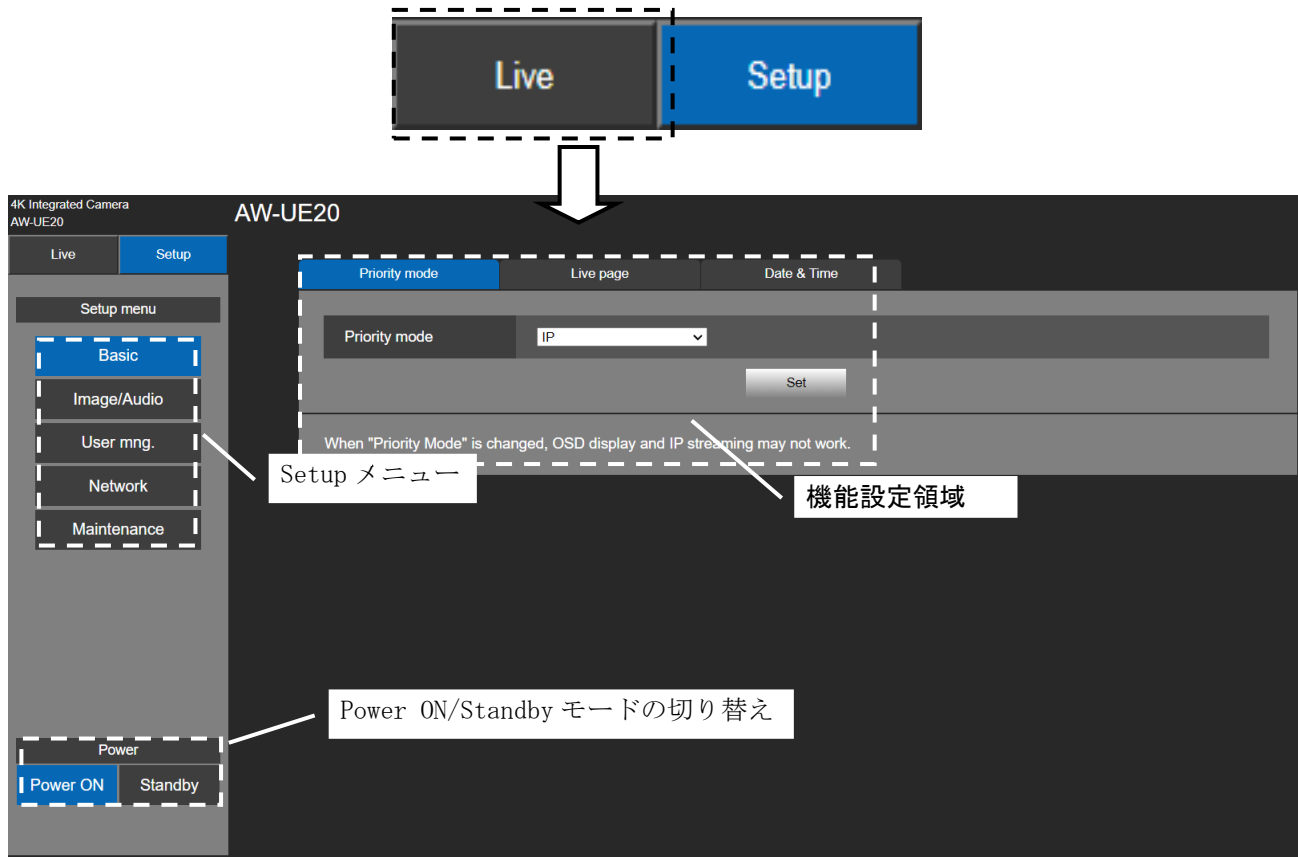 Live
Setup
4K Integrated Camera
AW-UE20
AW-UE20
Live
Setup
Setup menu
Basic
Image/Audio
User mng.
Network
Maintenance
Priority mode
Live page
Date & Time
Priority mode
IP
Set
When "Priority Mode" is changed, OSD display and IP streaming may not work.
Setup メニュー
機能設定領域
Power ON/Standby モードの切り替え
Power
Power ON
Standby